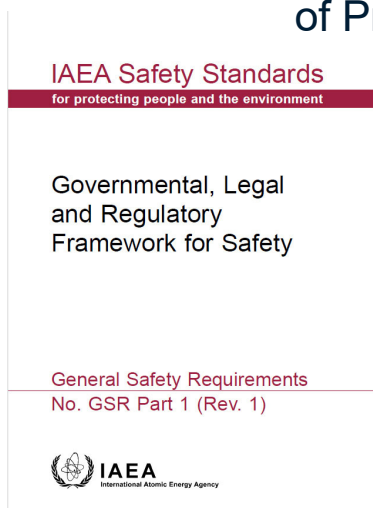 of P
IAEA Safety Standards
for protecting people and the environment
Governmental, Legal
and Regulatory
Framework for Safety
General Safety Requirements
No. GSR Part 1 (Rev. 1)
IAEA
International Atomic Energy Agency